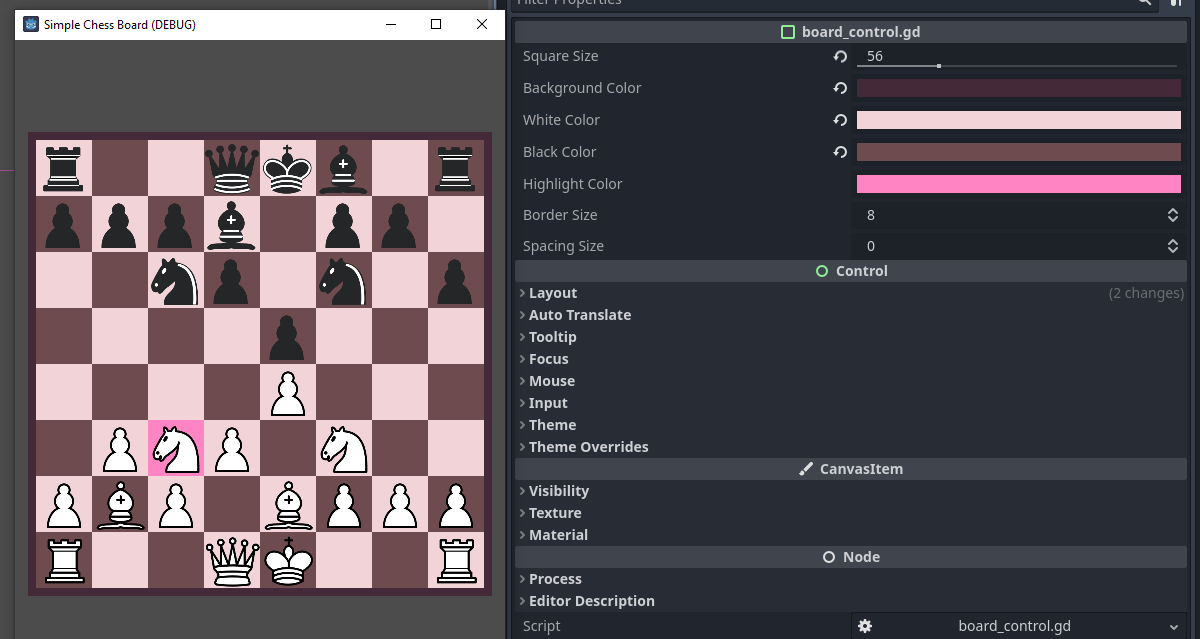 Simple Chess Board (DEBUG)
Filter Properties
board_control.gd
Square Size 56
Background Color
White Color
Black Color
Highlight Color
Border Size 8
Spacing Size 0
Control
Layout (2 changes)
Auto Translate
Tooltip
Focus
Mouse
Input
Theme
Theme Overrides
CanvasItem
Visibility
Texture
Material
Node
Process
Editor Description
Script board_control.gd